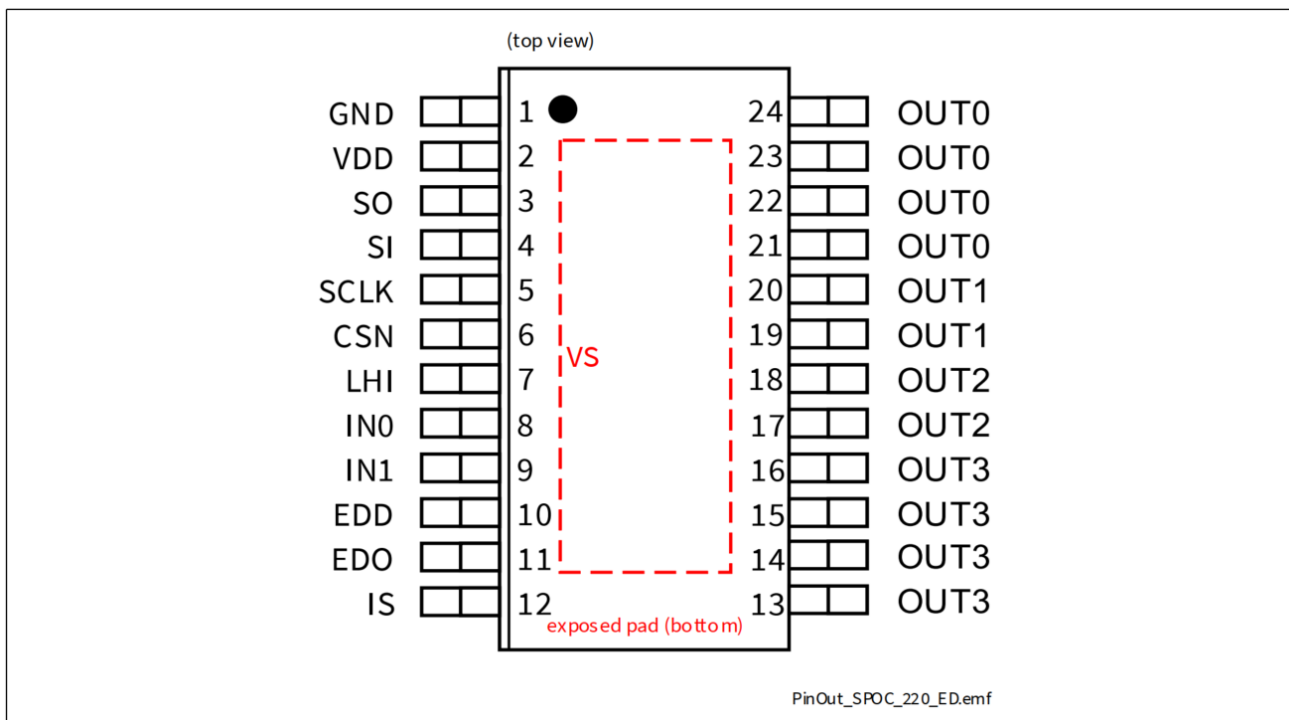 (top view)
GND 1 24 OUT0
VDD 2 23 OUT0
SO 3 22 OUT0
SI 4 21 OUT0
SCLK 5 20 OUT1
CSN 6 19 OUT1
VS
LHI 7 18 OUT2
IN0 8 17 OUT2
IN1 9 16 OUT3
EDD 10 15 OUT3
EDO 11 14 OUT3
IS 12 13 OUT3
exposed pad (bottom)
PinOut_SPOC_220_ED.emf